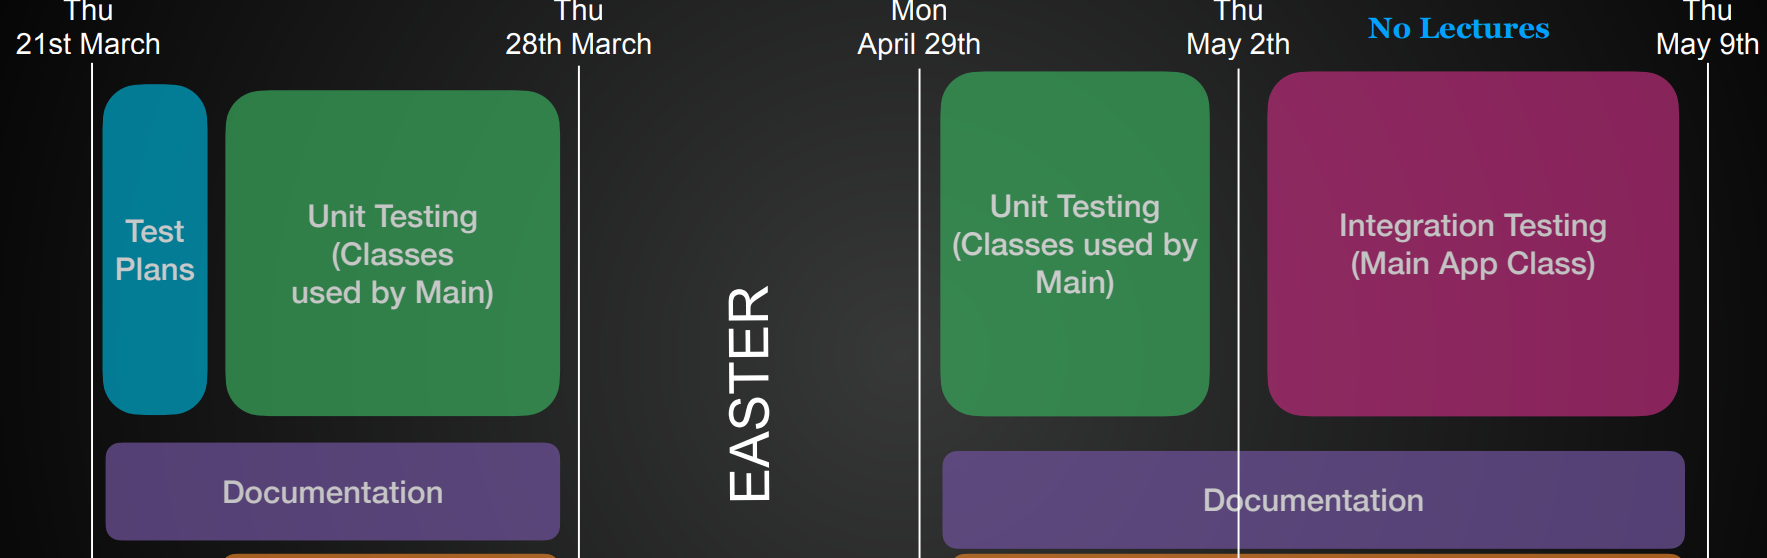 Thu
21st March
Thu
28th March
Mon
April 29th
Thu
May 2th
No Lectures
Thu
May 9th
Test
Plans
Unit Testing
(Classes
used by Main)
EASTER
Unit Testing
(Classes used by
Main)
Integration Testing
(Main App Class)
Documentation
Documentation